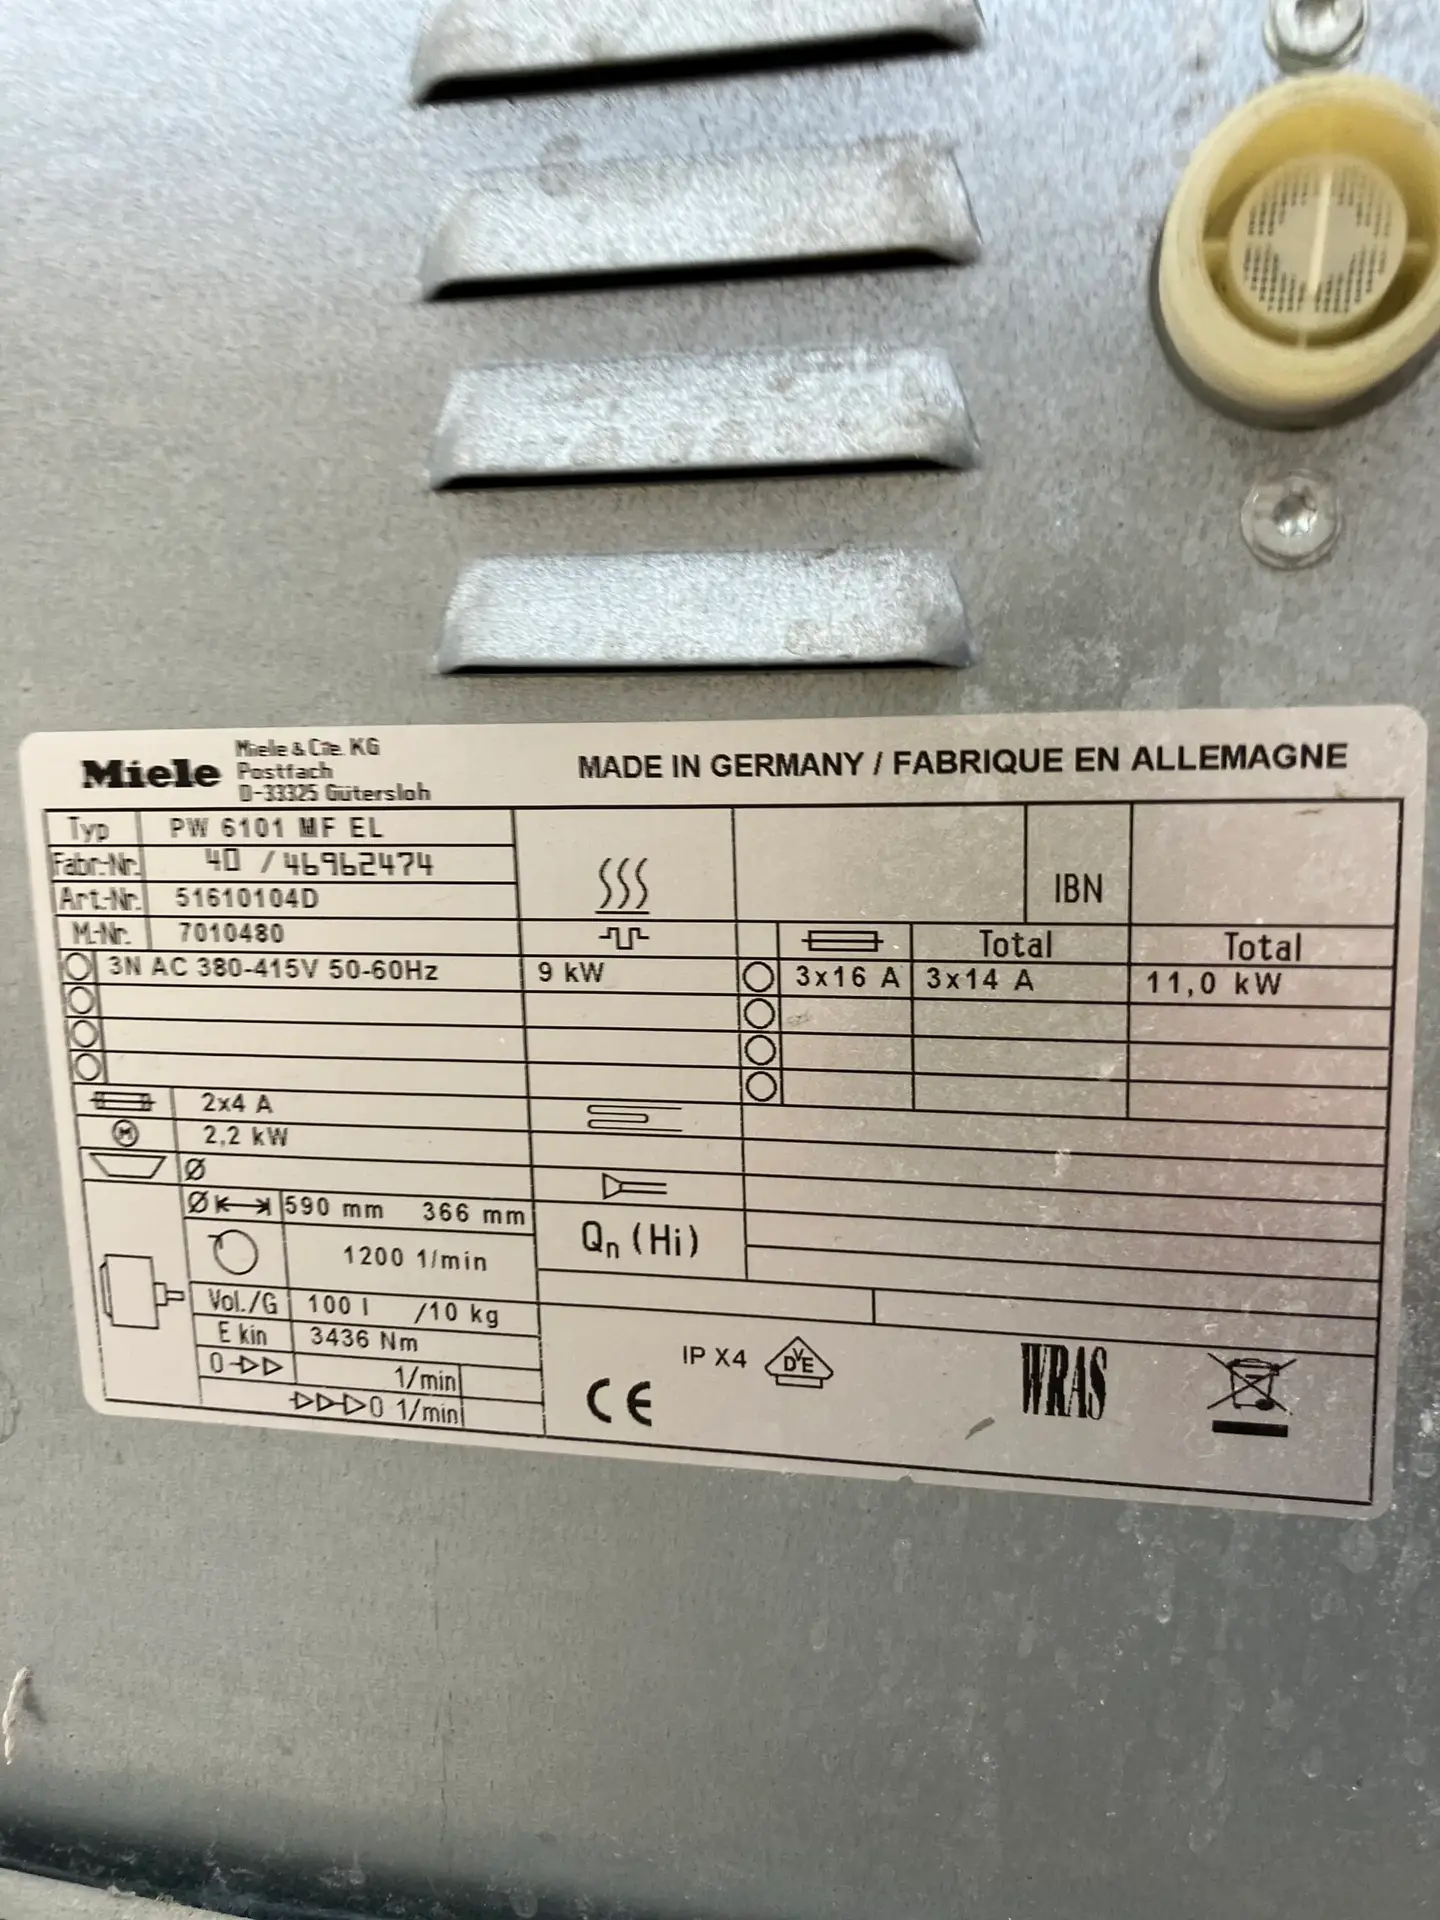 Miele
Miele & Cie. KG
Postfach
D-33325 Gütersloh
MADE IN GERMANY / FABRIQUE EN ALLEMAGNE
Typ PW 6101 MF EL
Fabr.-Nr. 40 / 46962474
Art.-Nr. 51610104D
IBN
M.-Nr. 7010480
Total Total
3N AC 380-415V 50-60Hz 9 kW 3x16 A 3x14 A 11,0 kW
2x4 A
M 2,2 kW
Ø
Ø 590 mm 366 mm
Qn (Hi)
1200 1/min
Vol./G 100 l /10 kg
E kin 3436 Nm
0 1/min
0 1/min
IP X4
DVE
CE
WRAS